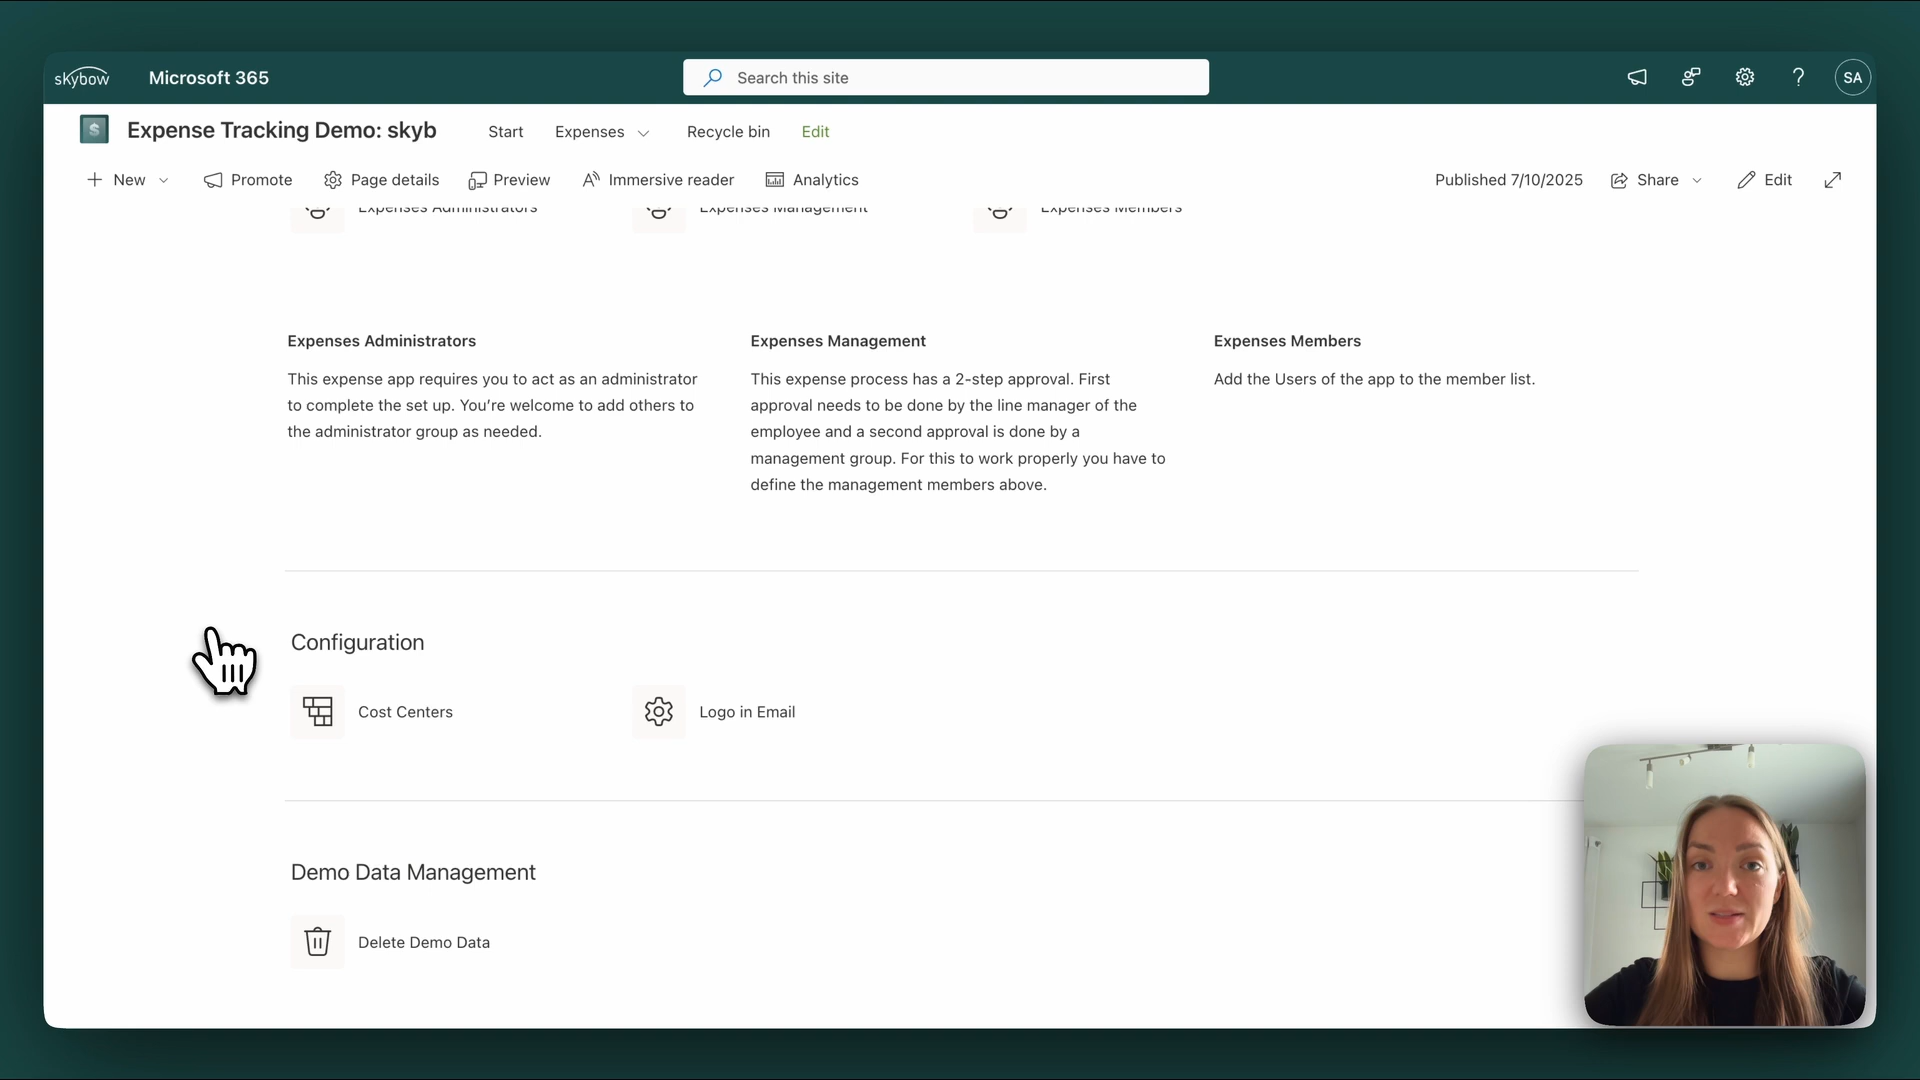 skybow
Microsoft 365
Search this site
SA
$
Expense Tracking Demo: skyb
Start
Expenses
Recycle bin
Edit
New
Promote
Page details
Preview
Immersive reader
Analytics
Published 7/10/2025
Share
Edit
Expenses Administrators
Expenses Management
Expenses Members
Expenses Administrators
This expense app requires you to act as an administrator
to complete the set up. You're welcome to add others to
the administrator group as needed.
Expenses Management
This expense process has a 2-step approval. First
approval needs to be done by the line manager of the
employee and a second approval is done by a
management group. For this to work properly you have to
define the management members above.
Expenses Members
Add the Users of the app to the member list.
Configuration
Cost Centers
Logo in Email
Demo Data Management
Delete Demo Data